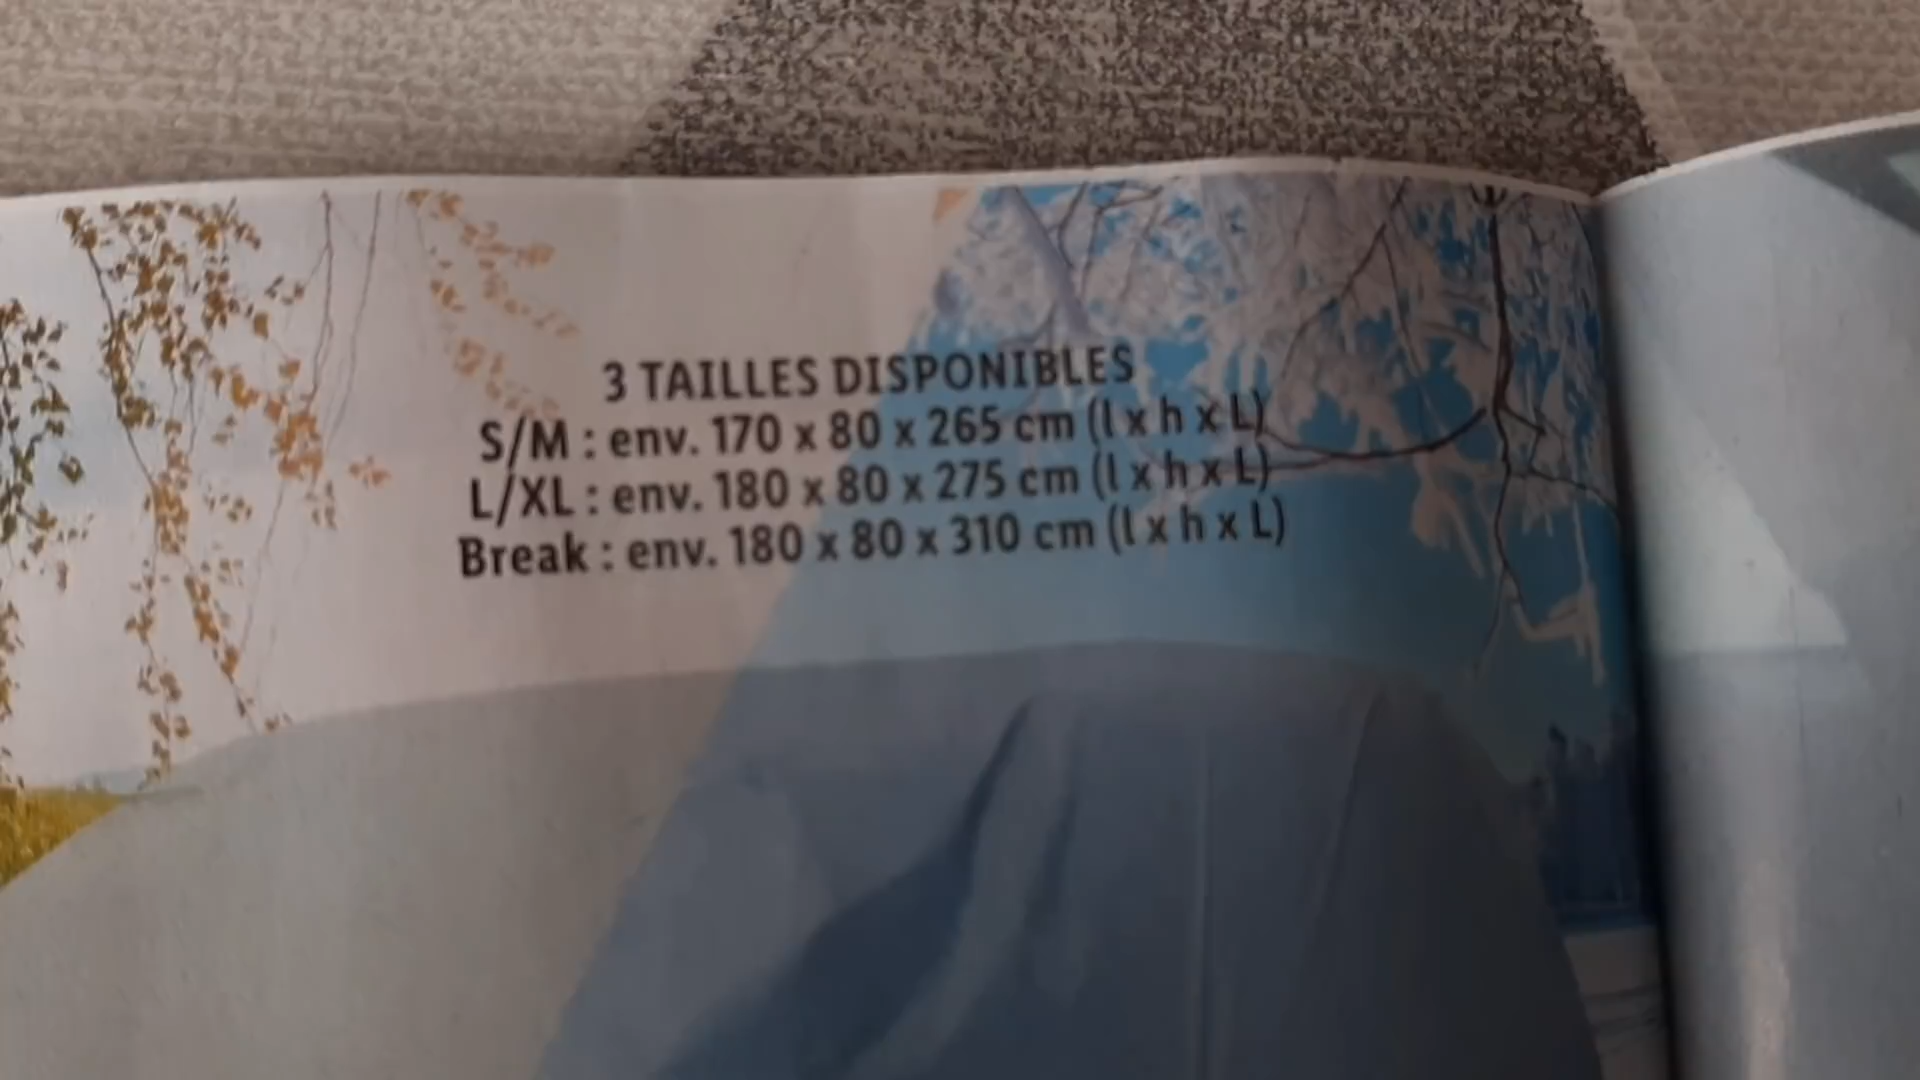 3 TAILLES DISPONIBLES
S/M : env. 170 x 80 x 265 cm (l x h x L)
L/XL : env. 180 x 80 x 275 cm (l x h x L)
Break : env. 180 x 80 x 310 cm (l x h x L)